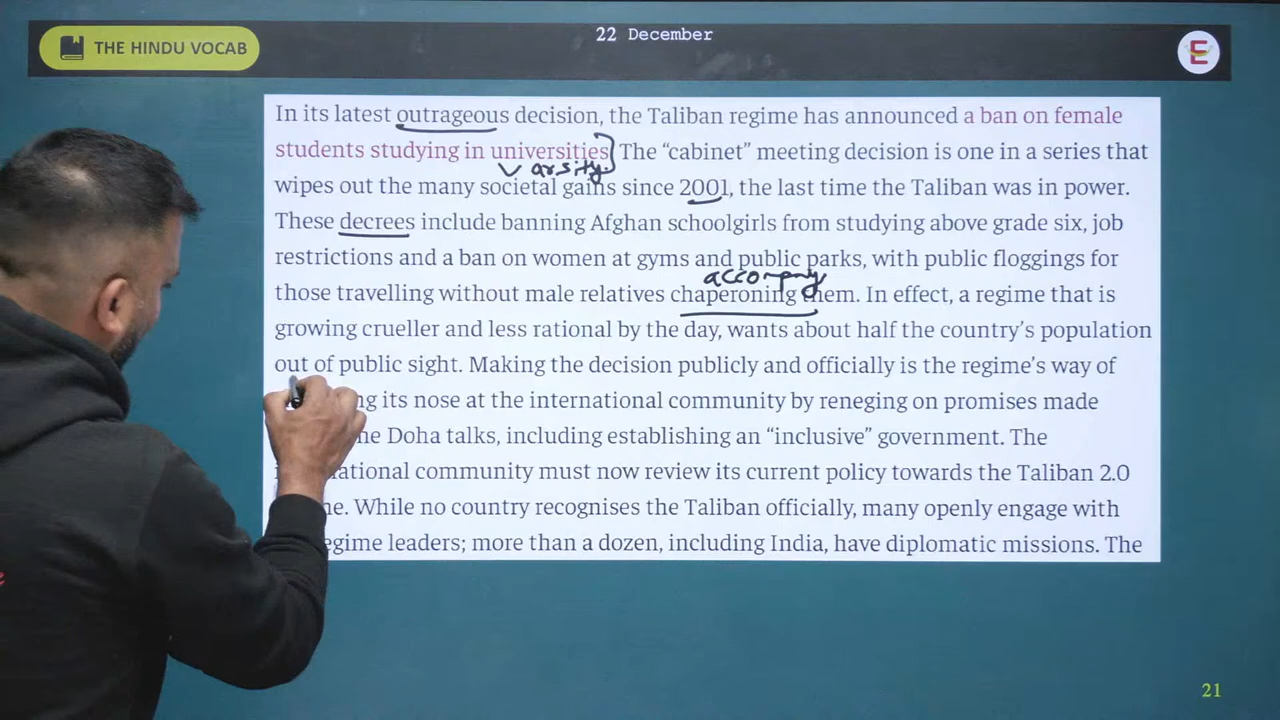 THE HINDU VOCAB
22 December
E
In its latest outrageous decision, the Taliban regime has announced a ban on female
students studying in universities. The “cabinet” meeting decision is one in a series that
varsity
wipes out the many societal gains since 2001, the last time the Taliban was in power.
These decrees include banning Afghan schoolgirls from studying above grade six, job
restrictions and a ban on women at gyms and public parks, with public floggings for
accompany
those travelling without male relatives chaperoning them. In effect, a regime that is
growing crueller and less rational by the day, wants about half the country’s population
out of public sight. Making the decision publicly and officially is the regime’s way of
its nose at the international community by reneging on promises made
Doha talks, including establishing an “inclusive” government. The
community must now review its current policy towards the Taliban 2.0
While no country recognises the Taliban officially, many openly engage with
regime leaders; more than a dozen, including India, have diplomatic missions. The
21